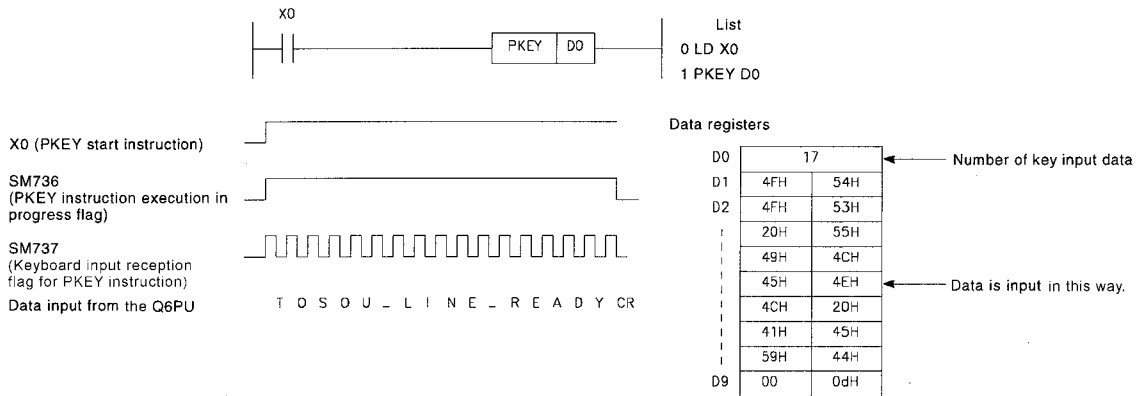 X0
PKEY D0
List
0 LD X0
1 PKEY D0
X0 (PKEY start instruction)
SM736
(PKEY instruction execution in
progress flag)
SM737
(Keyboard input reception
flag for PKEY instruction)
Data input from the Q6PU
T O S O U _ L I N E _ R E A D Y CR
Data registers
D0 17 Number of key input data
D1 4FH 54H
D2 4FH 53H
20H 55H
49H 4CH
45H 4EH Data is input in this way.
4CH 20H
41H 45H
59H 44H
D9 00 0dH